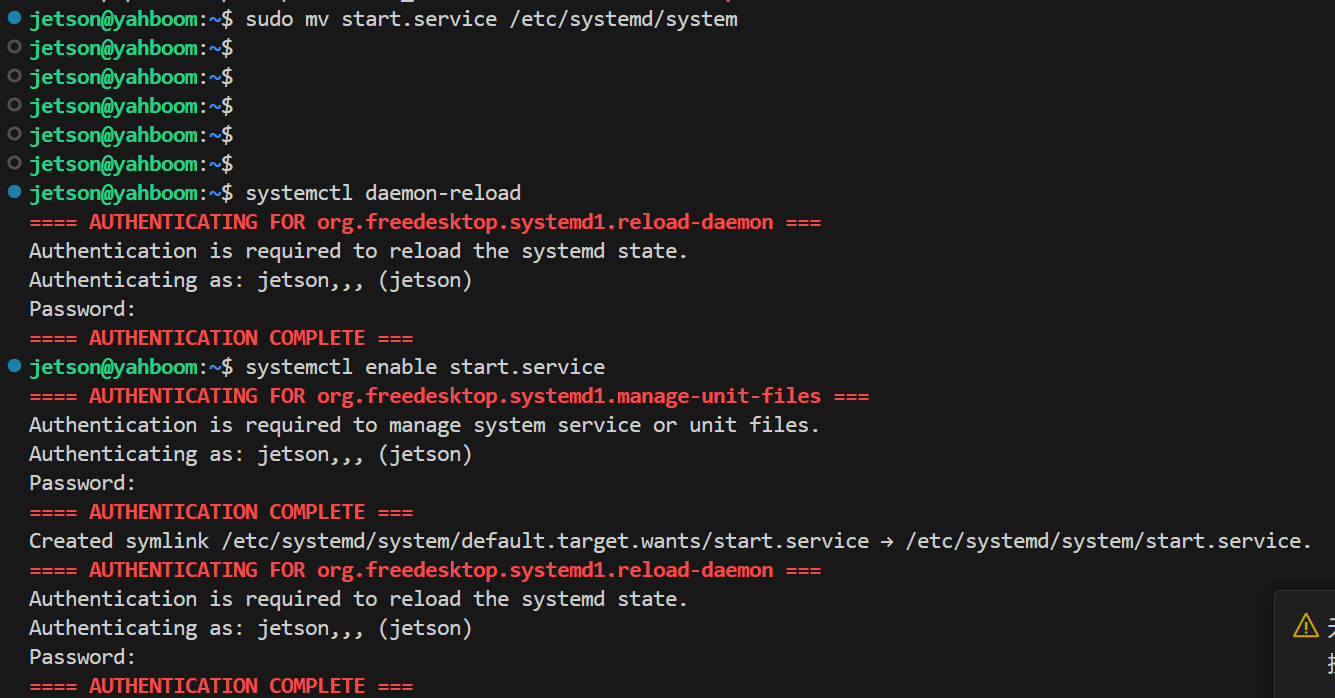 jetson@yahboom:~$ sudo mv start.service /etc/systemd/system
jetson@yahboom:~$
jetson@yahboom:~$
jetson@yahboom:~$
jetson@yahboom:~$
jetson@yahboom:~$
jetson@yahboom:~$ systemctl daemon-reload
==== AUTHENTICATING FOR org.freedesktop.systemd1.reload-daemon ===
Authentication is required to reload the systemd state.
Authenticating as: jetson,,, (jetson)
Password:
==== AUTHENTICATION COMPLETE ===
jetson@yahboom:~$ systemctl enable start.service
==== AUTHENTICATING FOR org.freedesktop.systemd1.manage-unit-files ===
Authentication is required to manage system service or unit files.
Authenticating as: jetson,,, (jetson)
Password:
==== AUTHENTICATION COMPLETE ===
Created symlink /etc/systemd/system/default.target.wants/start.service → /etc/systemd/system/start.service.
==== AUTHENTICATING FOR org.freedesktop.systemd1.reload-daemon ===
Authentication is required to reload the systemd state.
Authenticating as: jetson,,, (jetson)
Password:
==== AUTHENTICATION COMPLETE ===